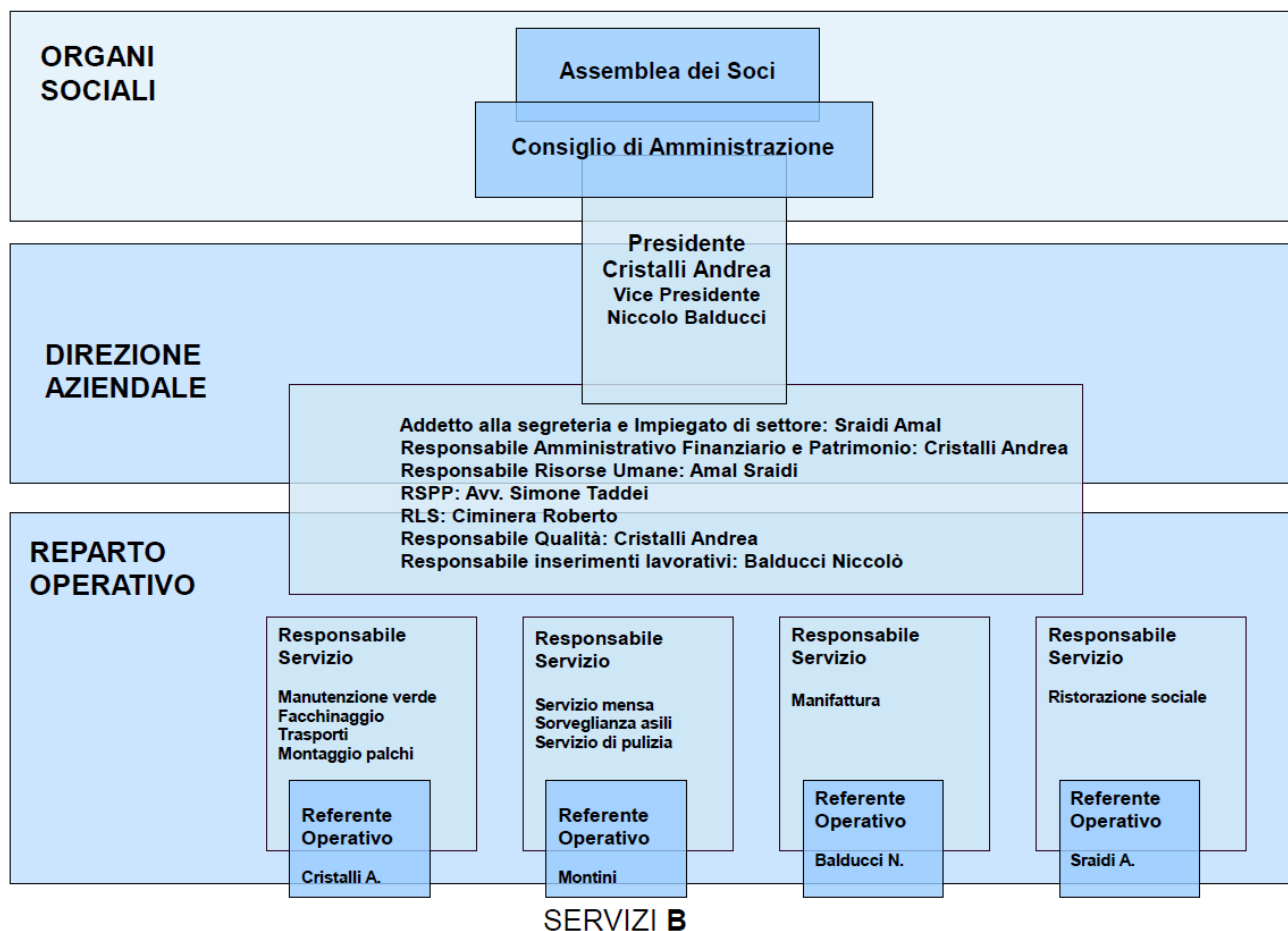 ORGANI
SOCIALI
Assemblea dei Soci
Consiglio di Amministrazione
Presidente
Cristalli Andrea
Vice Presidente
Niccolo Balducci
DIREZIONE
AZIENDALE
Addetto alla segreteria e Impiegato di settore: Sraidi Amal
Responsabile Amministrativo Finanziario e Patrimonio: Cristalli Andrea
Responsabile Risorse Umane: Amal Sraidi
RSPP: Avv. Simone Taddei
RLS: Ciminera Roberto
Responsabile Qualità: Cristalli Andrea
Responsabile inserimenti lavorativi: Balducci Niccolò
REPARTO
OPERATIVO
Responsabile
Servizio
Manutenzione verde
Facchinaggio
Trasporti
Montaggio palchi
Referente
Operativo
Cristalli A.
Responsabile
Servizio
Servizio mensa
Sorveglianza asili
Servizio di pulizia
Referente
Operativo
Montini
Responsabile
Servizio
Manifattura
Referente
Operativo
Balducci N.
Responsabile
Servizio
Ristorazione sociale
Referente
Operativo
Sraidi A.
SERVIZI B